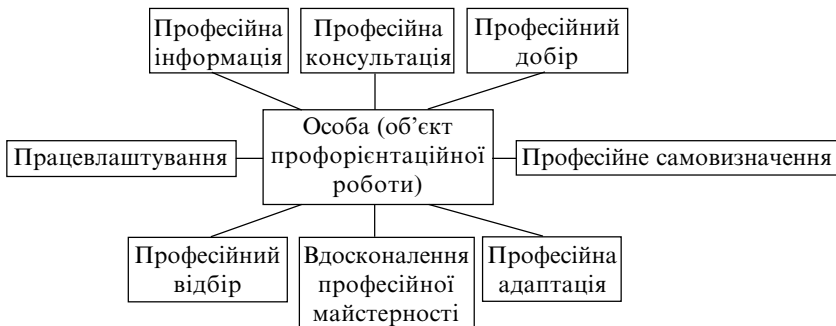 Професійна
інформація
Професійна
консультація
Професійний
добір
Працевлаштування
Особа (об’єкт
профорієнтаційної
роботи)
Професійне самовизначення
Професійний
відбір
Вдосконалення
професійної
майстерності
Професійна
адаптація